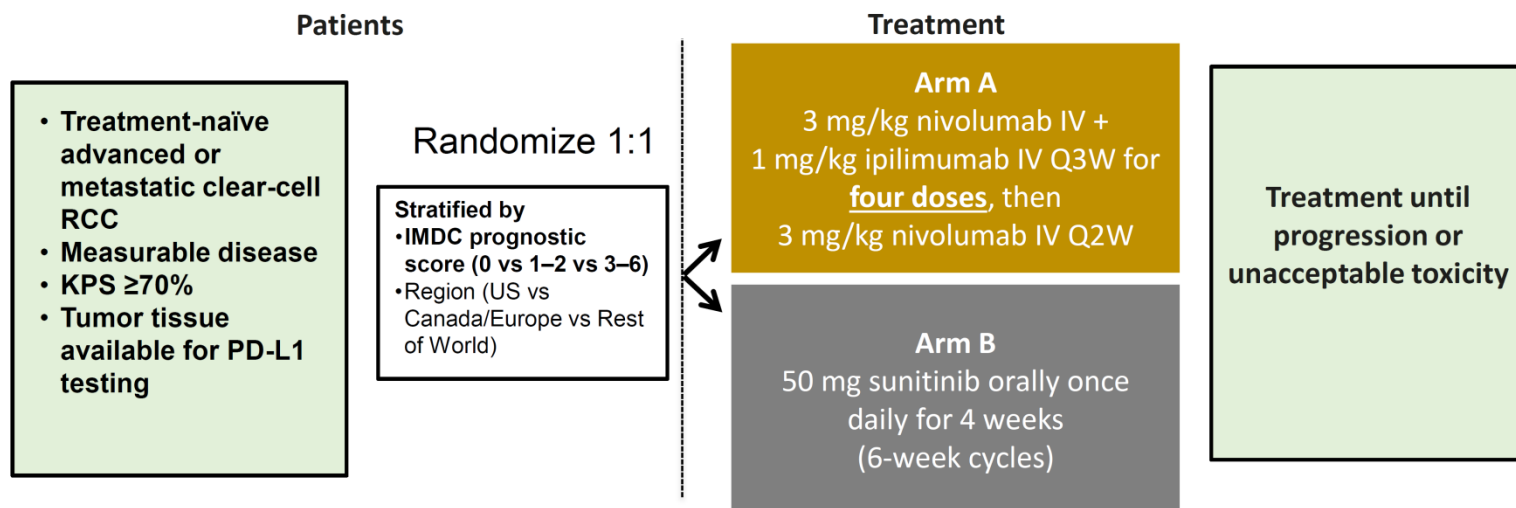 Patients
Treatment
• Treatment-naïve
advanced or
metastatic clear-cell
RCC
• Measurable disease
• KPS ≥70%
• Tumor tissue
available for PD-L1
testing
Randomize 1:1
Stratified by
•IMDC prognostic
score (0 vs 1–2 vs 3–6)
•Region (US vs
Canada/Europe vs Rest
of World)
Arm A
3 mg/kg nivolumab IV +
1 mg/kg ipilimumab IV Q3W for
four doses, then
3 mg/kg nivolumab IV Q2W
Arm B
50 mg sunitinib orally once
daily for 4 weeks
(6-week cycles)
Treatment until
progression or
unacceptable toxicity